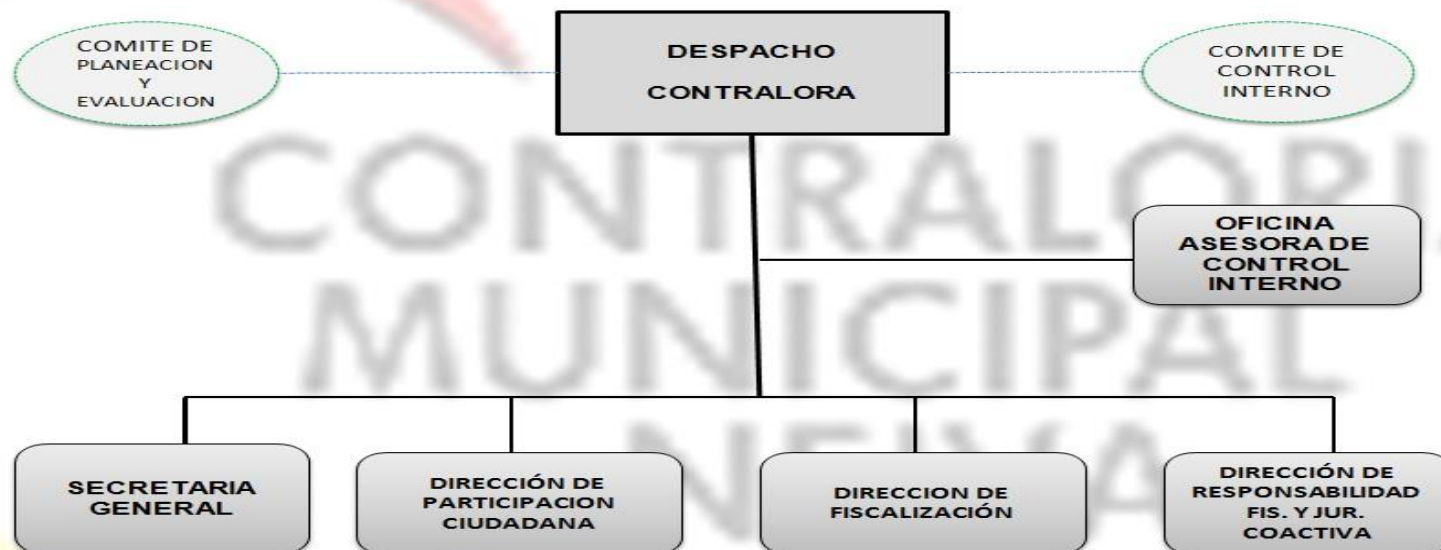 COMITE DE
PLANEACION
Y
EVALUACION
DESPACHO
CONTRALORA
COMITE DE
CONTROL
INTERNO
CONTRALORI
MUNICIPAL
NEIVA
OFICINA
ASESORA DE
CONTROL
INTERNO
SECRETARIA
GENERAL
DIRECCIÓN DE
PARTICIPACION
CIUDADANA
DIRECCION DE
FISCALIZACIÓN
DIRECCIÓN DE
RESPONSABILIDAD
FIS. Y JUR.
COACTIVA